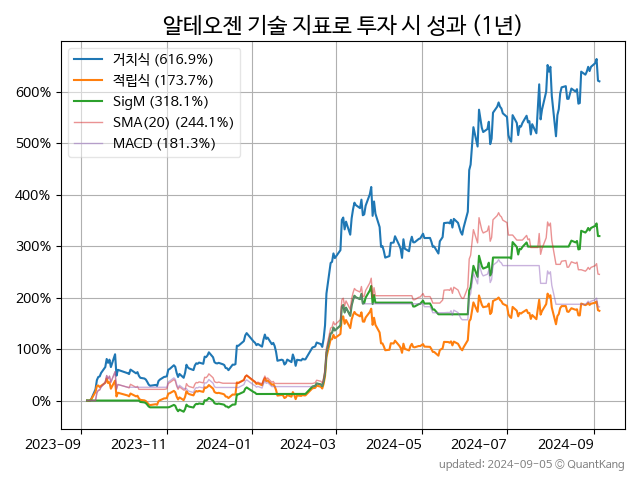 알테오젠 기술 지표로 투자 시 성과 (1년)
거치식 (616.9%)
적립식 (173.7%)
SigM (318.1%)
SMA(20) (244.1%)
MACD (181.3%)
600%
500%
400%
300%
200%
100%
0%
2023-09 2023-11 2024-01 2024-03 2024-05 2024-07 2024-09
updated: 2024-09-05 © QuantKang